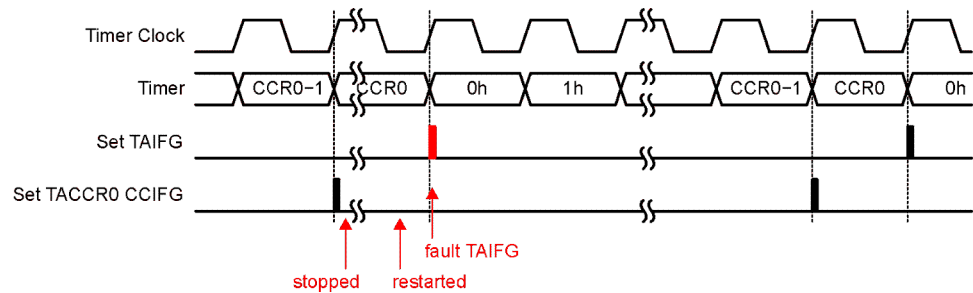 Timer Clock
Timer CCR0−1 CCR0 0h 1h CCR0−1 CCR0 0h
Set TAIFG
Set TACCR0 CCIFG
fault TAIFG
stopped restarted